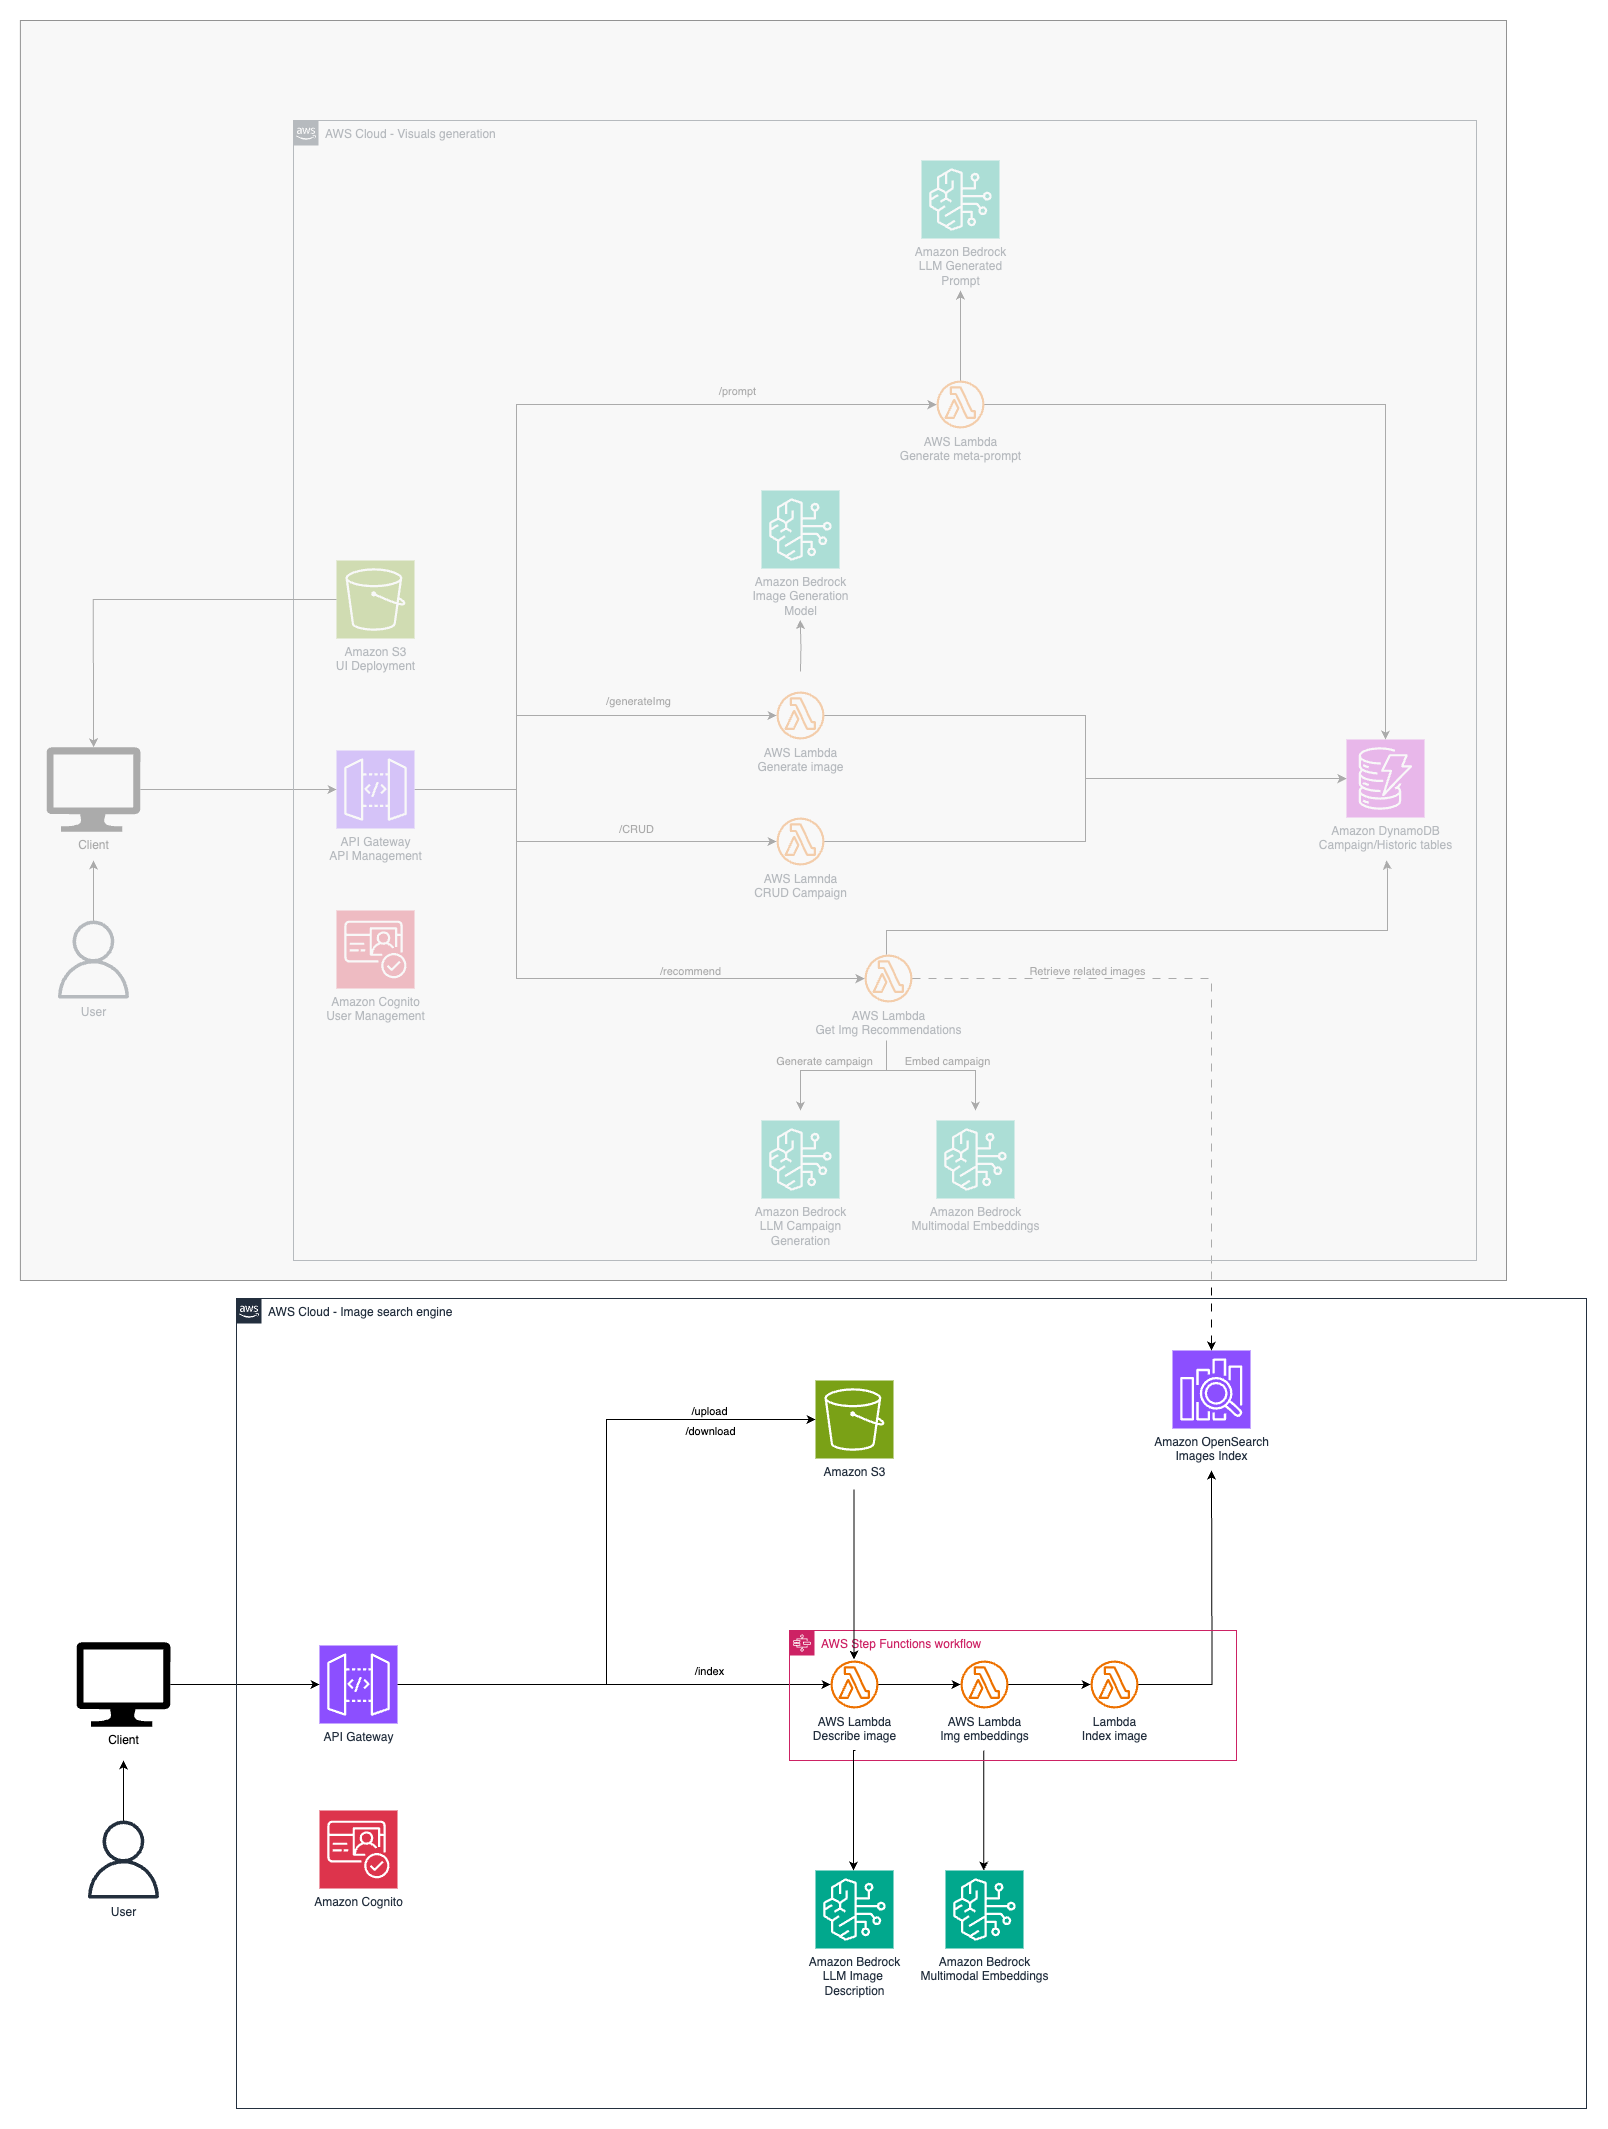 aws
AWS Cloud - Visuals generation
Amazon Bedrock
LLM Generated
Prompt
/prompt
AWS Lambda
Generate meta-prompt
Amazon Bedrock
Image Generation
Model
Amazon S3
UI Deployment
/generateImg
AWS Lambda
Generate image
Client
API Gateway
API Management
/CRUD
AWS Lamnda
CRUD Campaign
Amazon DynamoDB
Campaign/Historic tables
User
Amazon Cognito
User Management
/recommend
Retrieve related images
AWS Lambda
Get Img Recommendations
Generate campaign
Embed campaign
Amazon Bedrock
LLM Campaign
Generation
Amazon Bedrock
Multimodal Embeddings
aws
AWS Cloud - Image search engine
/upload
/download
Amazon S3
Amazon OpenSearch
Images Index
AWS Step Functions workflow
/index
Client
API Gateway
AWS Lambda
Describe image
AWS Lambda
Img embeddings
Lambda
Index image
User
Amazon Cognito
Amazon Bedrock
LLM Image
Description
Amazon Bedrock
Multimodal Embeddings